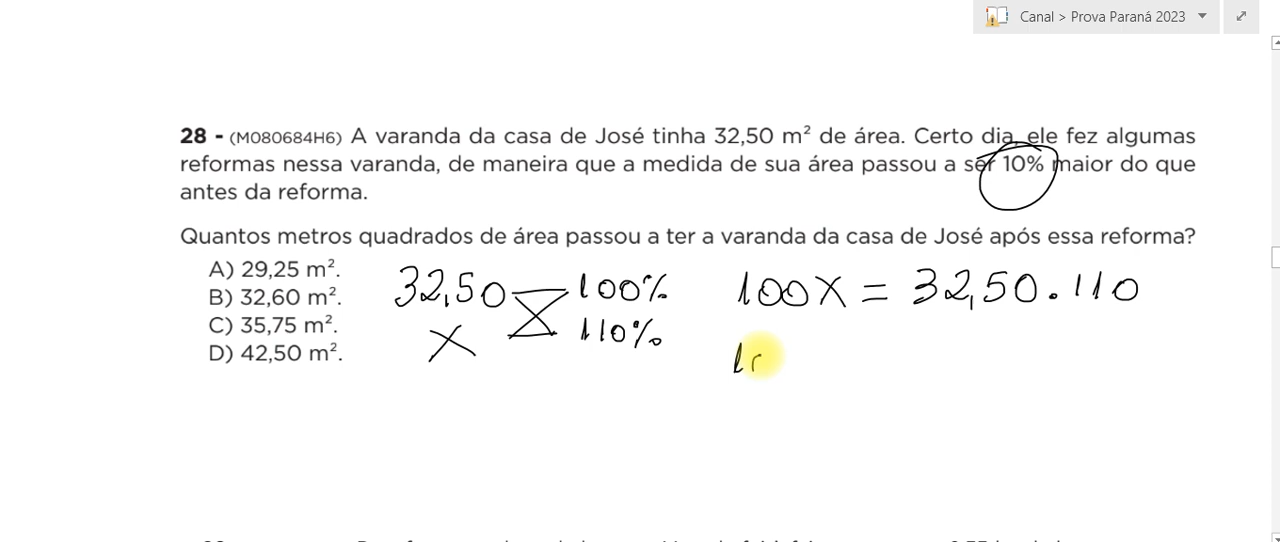 Canal > Prova Paraná 2023
28 - (M080684H6) A varanda da casa de José tinha 32,50 m² de área. Certo dia, ele fez algumas
reformas nessa varanda, de maneira que a medida de sua área passou a ser 10% maior do que
antes da reforma.
Quantos metros quadrados de área passou a ter a varanda da casa de José após essa reforma?
A) 29,25 m².
B) 32,60 m².
C) 35,75 m².
D) 42,50 m².
32,50 100%
X 110%
100X = 32,50.110